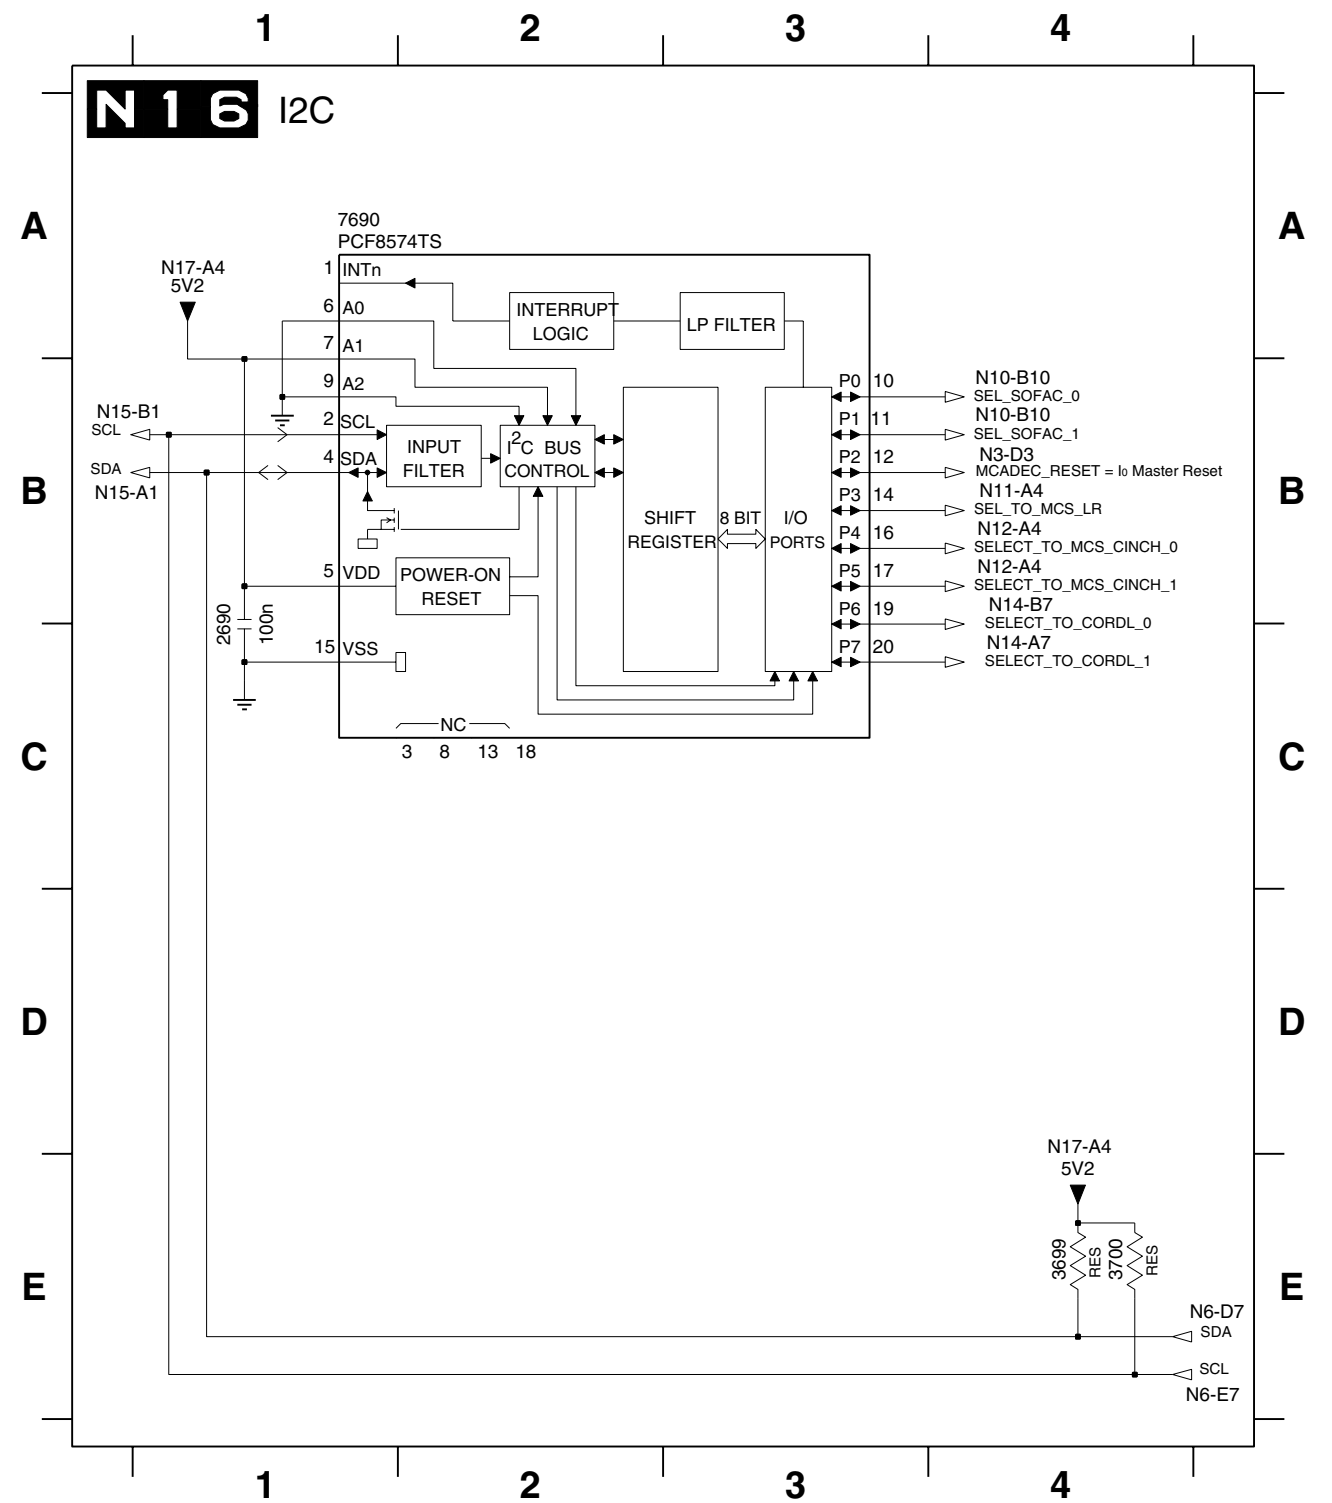 1 2 3 4
N16 I2C
A A
7690
PCF8574TS
N17-A4
5V2
1 INTn
6 A0
7 A1
9 A2
2 SCL
4 SDA
5 VDD
15 VSS
INTERRUPT
LOGIC
LP FILTER
N15-B1
SCL
SDA
N15-A1
INPUT
FILTER
I2C BUS
CONTROL
POWER-ON
RESET
SHIFT
REGISTER
8 BIT
I/O
PORTS
P0 10
N10-B10
SEL_SOFAC_0
P1 11
N10-B10
SEL_SOFAC_1
P2 12
N3-D3
MCADEC_RESET = I0 Master Reset
P3 14
N11-A4
SEL_TO_MCS_LR
P4 16
N12-A4
SELECT_TO_MCS_CINCH_0
P5 17
N12-A4
SELECT_TO_MCS_CINCH_1
P6 19
N14-B7
SELECT_TO_CORDL_0
P7 20
N14-A7
SELECT_TO_CORDL_1
B B
2690
100n
NC
3 8 13 18
C C
D D
N17-A4
5V2
3699
RES
3700
RES
E E
N6-D7
SDA
SCL
N6-E7
1 2 3 4